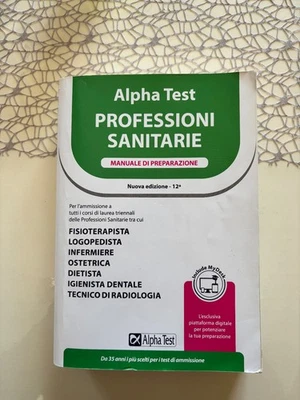 Alpha Test
PROFESSIONI
SANITARIE
MANUALE DI PREPARAZIONE
Nuova edizione - 12ª
Per l'ammissione a
tutti i corsi di laurea triennali
delle Professioni Sanitarie tra cui
FISIOTERAPISTA
LOGOPEDISTA
INFERMIERE
OSTETRICA
DIETISTA
IGIENISTA DENTALE
TECNICO DI RADIOLOGIA
Include MyDesk
L'esclusiva
piattaforma digitale
per potenziare
la tua preparazione
Alpha Test
Da 35 anni i più scelti per i test di ammissione